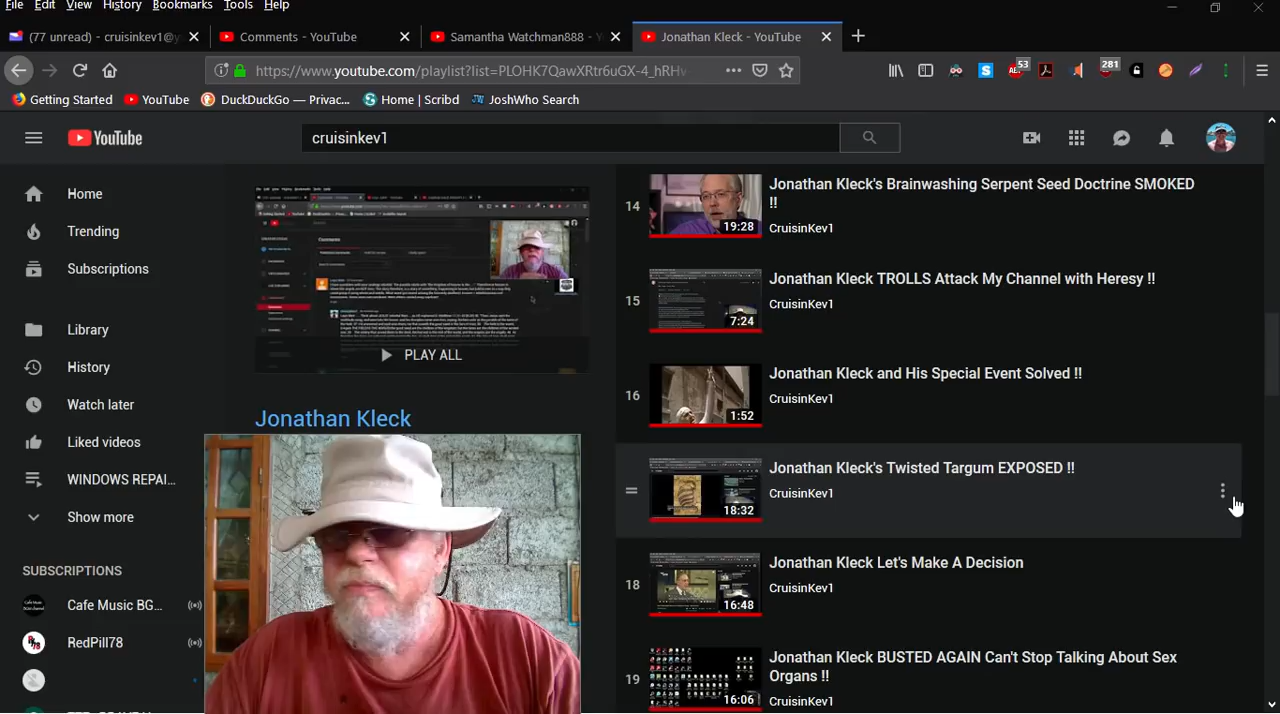 File Edit View History Bookmarks Tools Help
(77 unread) - cruisinkev1@y
Comments - YouTube
Samantha Watchman888 - Y
Jonathan Kleck - YouTube
https://www.youtube.com/playlist?list=PLOHK7QawXRtr6uGX-4_hRHv
53
281
Getting Started
YouTube
DuckDuckGo — Privac...
Home | Scribd
JoshWho Search
YouTube
cruisinkev1
Home
Trending
Subscriptions
Library
History
Watch later
Liked videos
WINDOWS REPAI...
Show more
SUBSCRIPTIONS
Cafe Music BG...
RedPill78
PLAY ALL
Jonathan Kleck
14
19:28
Jonathan Kleck's Brainwashing Serpent Seed Doctrine SMOKED
!!
CruisinKev1
15
7:24
Jonathan Kleck TROLLS Attack My Channel with Heresy !!
CruisinKev1
16
1:52
Jonathan Kleck and His Special Event Solved !!
CruisinKev1
18:32
Jonathan Kleck's Twisted Targum EXPOSED !!
CruisinKev1
18
16:48
Jonathan Kleck Let's Make A Decision
CruisinKev1
19
16:06
Jonathan Kleck BUSTED AGAIN Can't Stop Talking About Sex
Organs !!
CruisinKev1